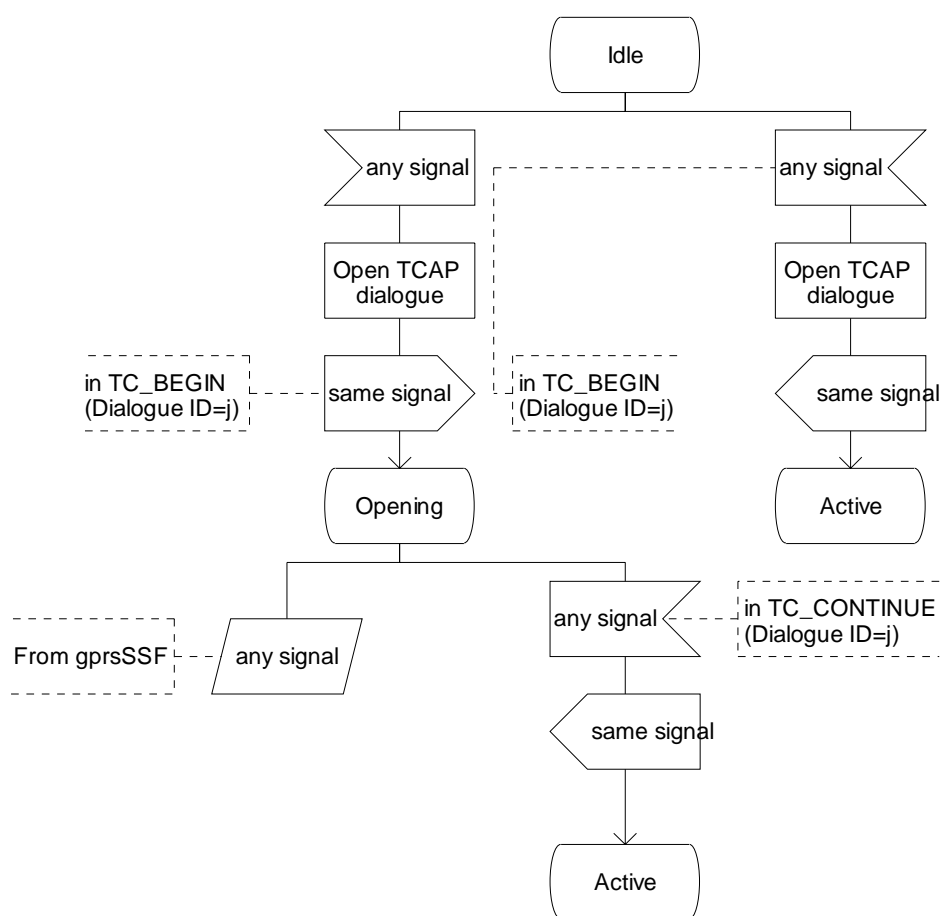 Idle
any signal
any signal
Open TCAP
dialogue
Open TCAP
dialogue
in TC_BEGIN
(Dialogue ID=j)
same signal
in TC_BEGIN
(Dialogue ID=j)
same signal
Opening
Active
any signal
in TC_CONTINUE
(Dialogue ID=j)
From gprsSSF
any signal
same signal
Active